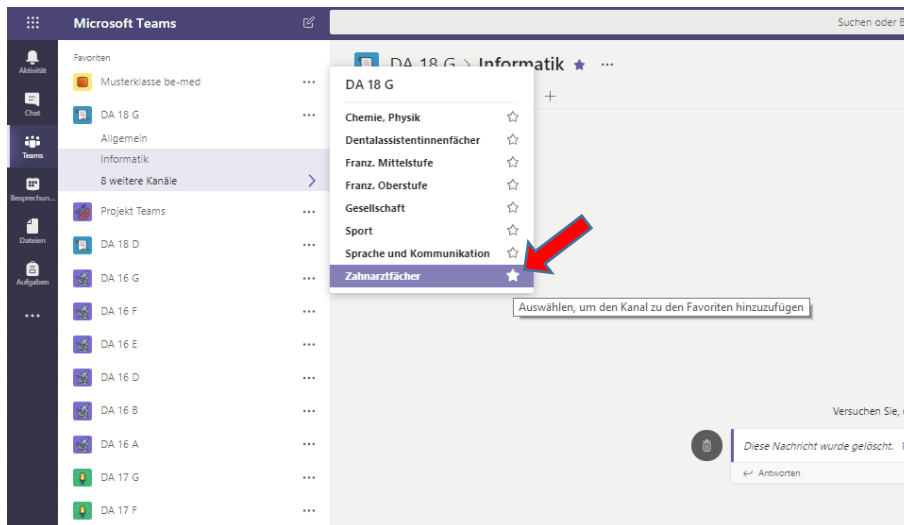 Microsoft Teams
Suchen oder B
Aktivität
Chat
Teams
Besprechun...
Dateien
Aufgaben
Favoriten
Musterklasse be-med
DA 18 G
Allgemein
Informatik
8 weitere Kanäle
Projekt Teams
DA 18 D
DA 16 G
DA 16 F
DA 16 E
DA 16 D
DA 16 B
DA 16 A
DA 17 G
DA 17 F
DA 18 G > Informatik
DA 18 G
Chemie, Physik
Dentalassistentinnenfächer
Franz. Mittelstufe
Franz. Oberstufe
Gesellschaft
Sport
Sprache und Kommunikation
Zahnarztfächer
Auswählen, um den Kanal zu den Favoriten hinzuzufügen
Versuchen Sie,
Diese Nachricht wurde gelöscht.
Antworten